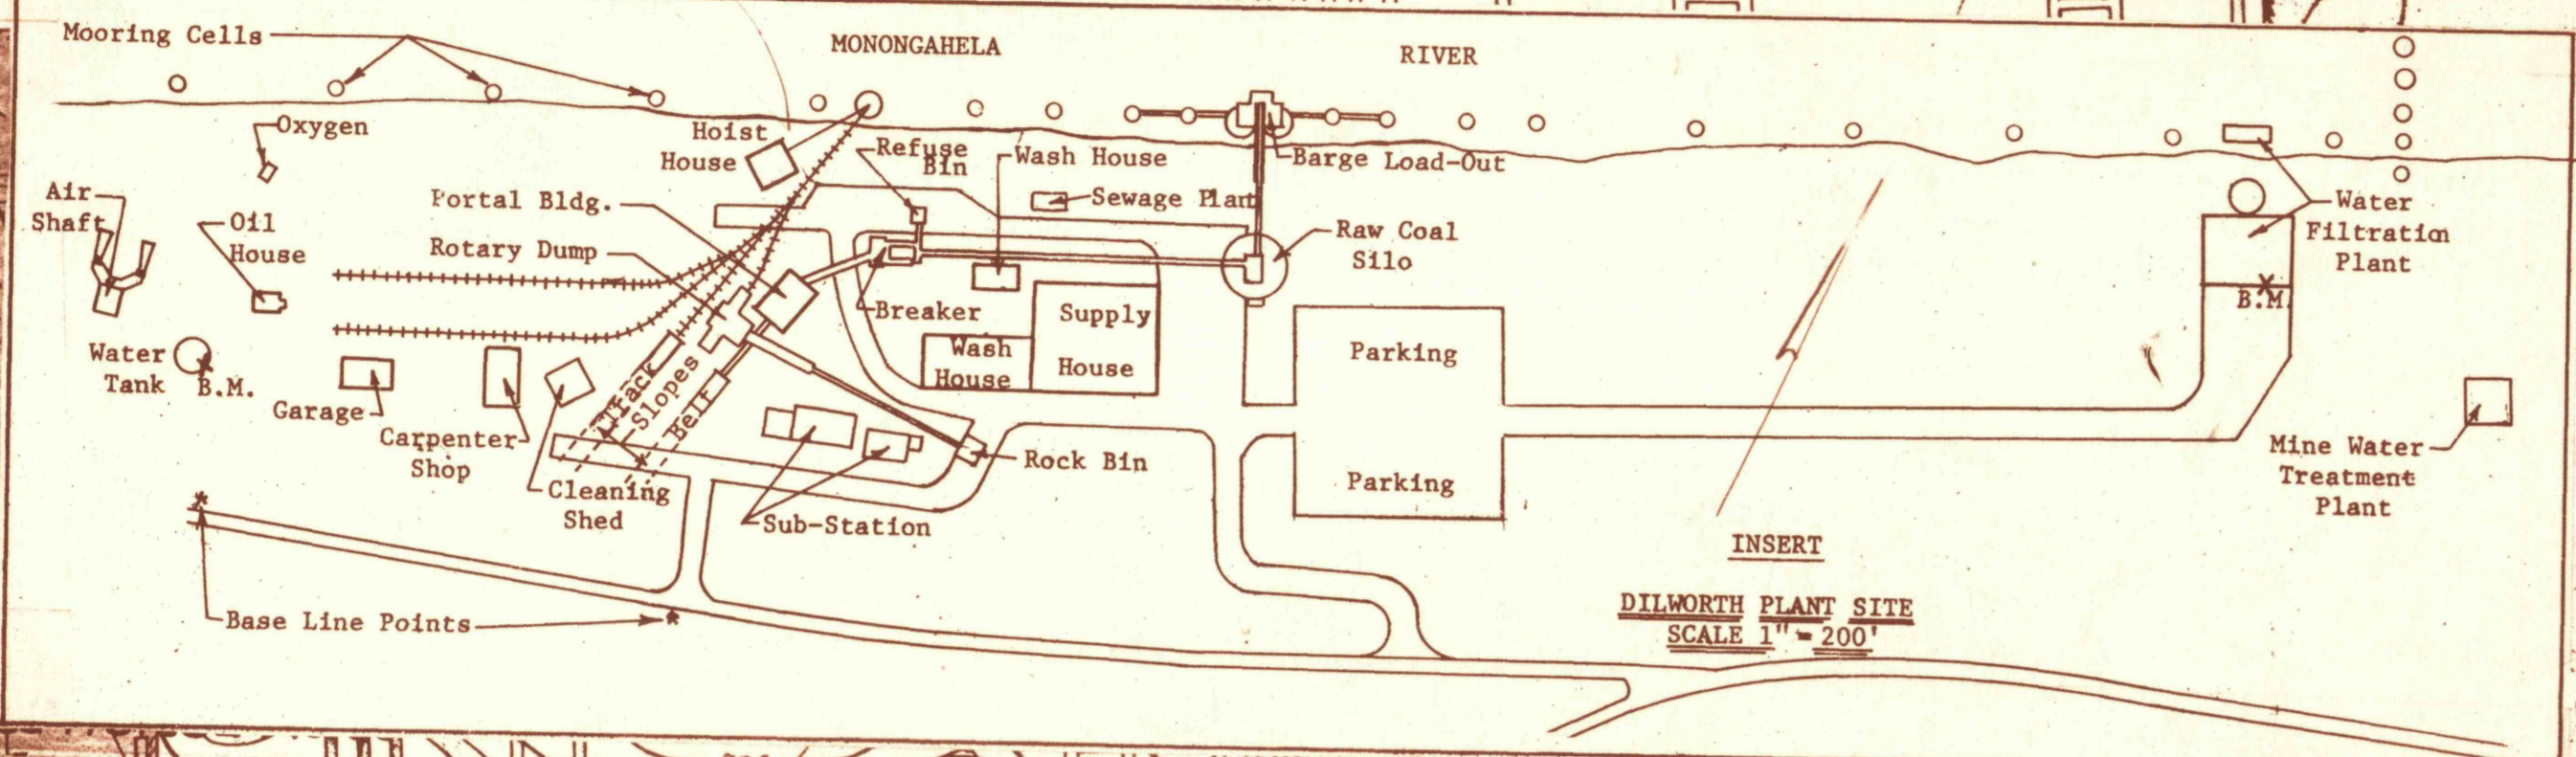 Mooring Cells
MONONGAHELA
RIVER
Oxygen
Hoist
House
Refuse
Bin
Wash House
Barge Load-Out
Air
Shaft
Oil
House
Portal Bldg.
Rotary Dump
Sewage Plant
Raw Coal
Silo
Water
Filtration
Plant
B.M.
Breaker
Supply
House
Wash
House
Parking
Parking
Water
Tank
B.M.
Garage
Carpenter
Shop
Track
Slopes
Belt
Cleaning
Shed
Sub-Station
Rock Bin
Mine Water
Treatment
Plant
Base Line Points
INSERT
DILWORTH PLANT SITE
SCALE 1" = 200'